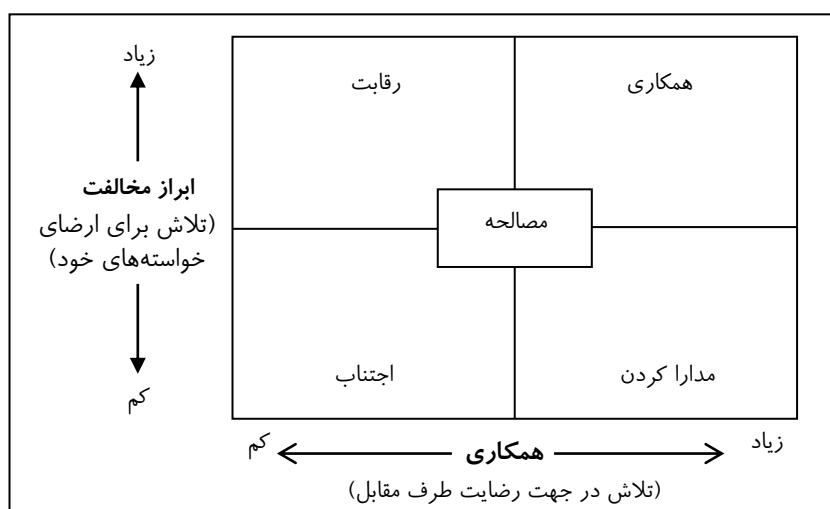 زیاد
ابراز مخالفت
(تلاش برای ارضای
خواسته‌های خود)
کم
رقابت
همکاری
مصالحه
اجتناب
مدارا کردن
زیاد
همکاری
کم
(تلاش در جهت رضایت طرف مقابل)